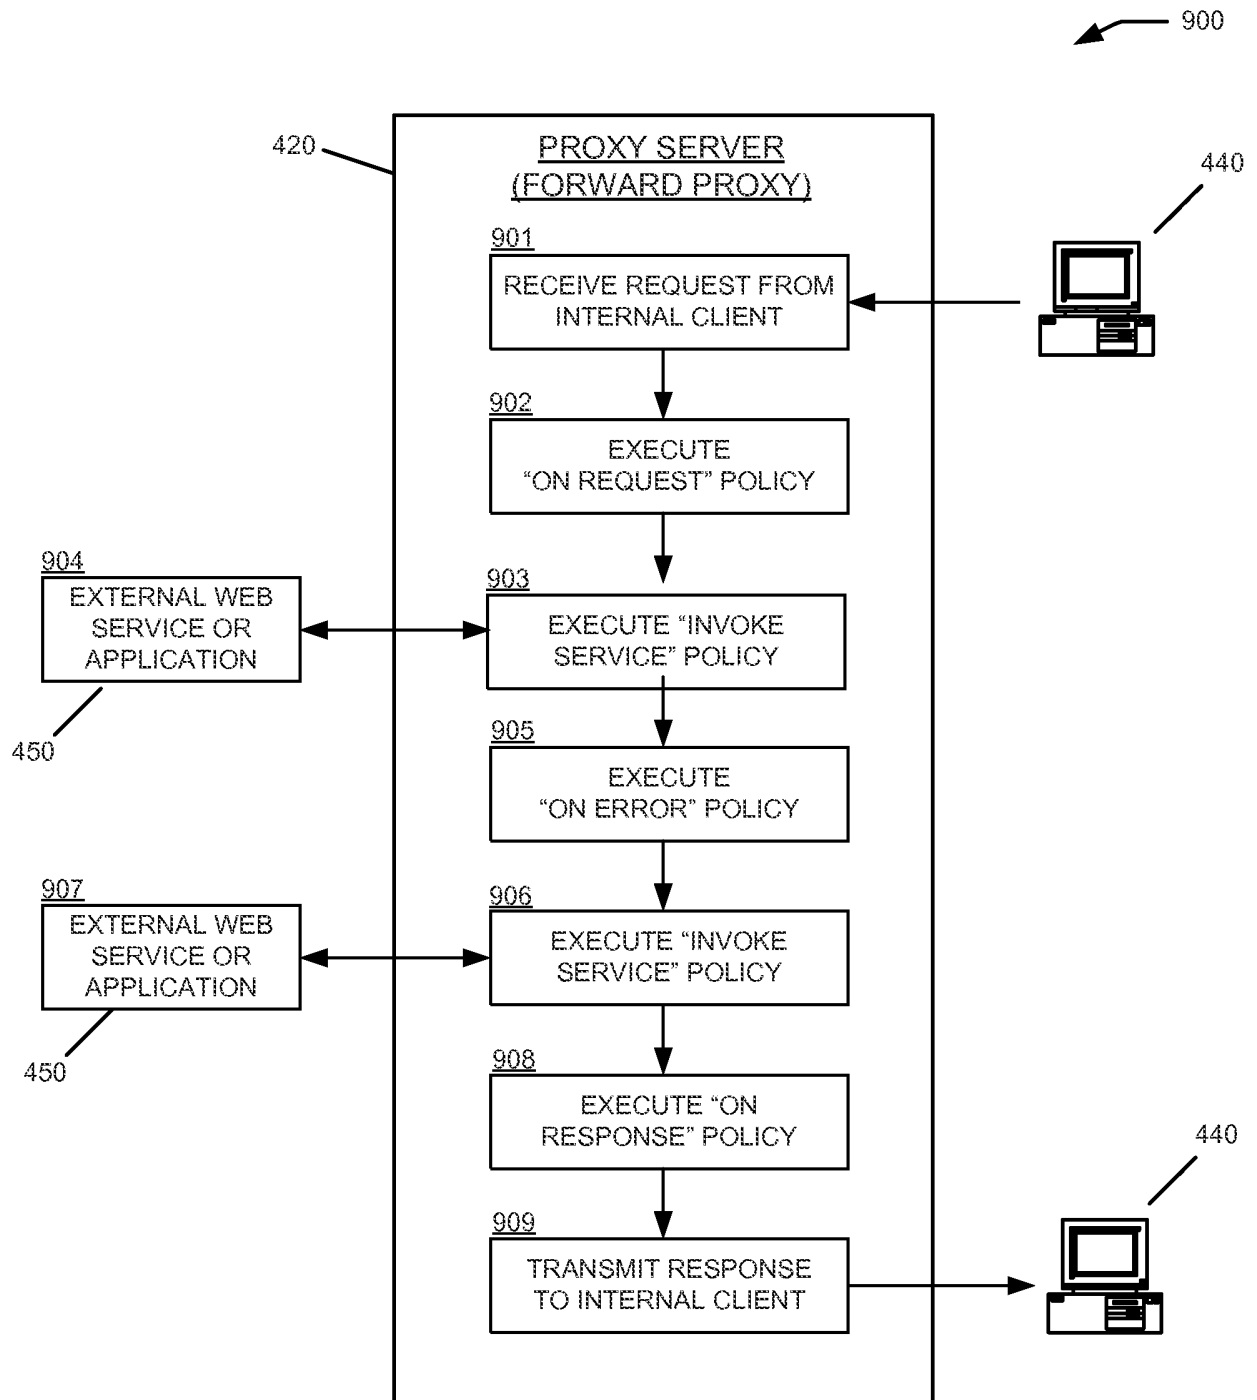 900
420
PROXY SERVER
(FORWARD PROXY)
440
901
RECEIVE REQUEST FROM
INTERNAL CLIENT
902
EXECUTE
“ON REQUEST” POLICY
904
EXTERNAL WEB
SERVICE OR
APPLICATION
450
903
EXECUTE “INVOKE
SERVICE” POLICY
905
EXECUTE
“ON ERROR” POLICY
907
EXTERNAL WEB
SERVICE OR
APPLICATION
450
906
EXECUTE “INVOKE
SERVICE” POLICY
908
EXECUTE “ON
RESPONSE” POLICY
440
909
TRANSMIT RESPONSE
TO INTERNAL CLIENT